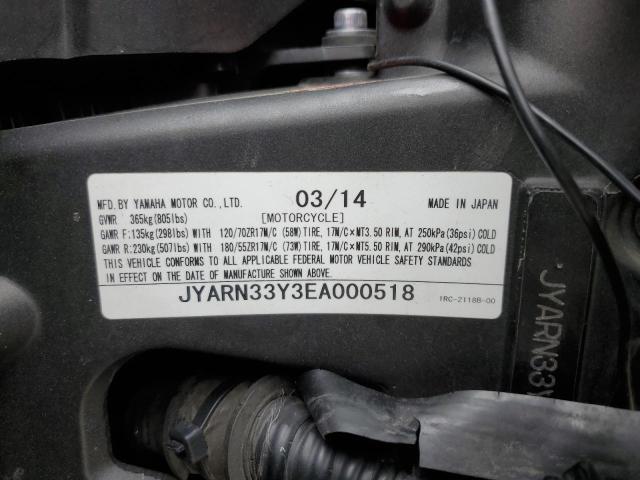 MFD. BY YAMAHA MOTOR CO., LTD. 03/14 MADE IN JAPAN
GVWR 365kg(805lbs) [MOTORCYCLE]
GAWR F:135kg(298lbs) WITH 120/70ZR17M/C (58W) TIRE, 17M/C×MT3.50 RIM, AT 250kPa(36psi) COLD
GAWR R:230kg(507lbs) WITH 180/55ZR17M/C (73W) TIRE, 17M/C×MT5.50 RIM, AT 290kPa(42psi) COLD
THIS VEHICLE CONFORMS TO ALL APPLICABLE FEDERAL MOTOR VEHICLE SAFETY STANDARDS
IN EFFECT ON THE DATE OF MANUFACTURE SHOWN ABOVE.
JYARN33Y3EA000518 1RC-2118B-00
JYARN33Y